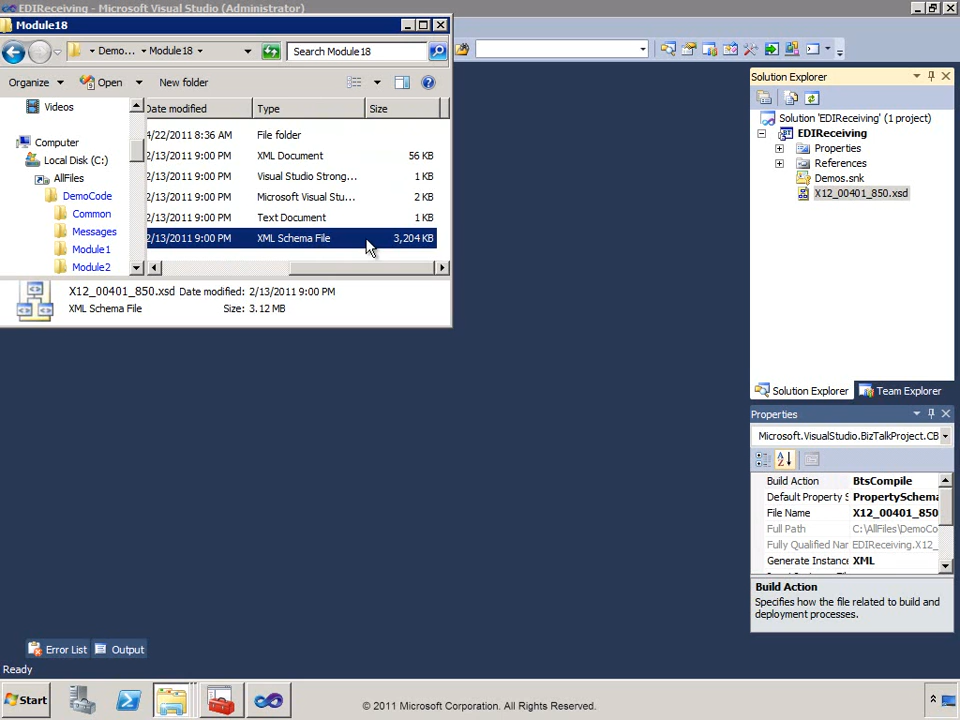 EDIReceiving - Microsoft Visual Studio (Administrator)
Module18
Demo... Module18
Search Module18
Organize Open New folder
Videos
Computer
Local Disk (C:)
AllFiles
DemoCode
Common
Messages
Module1
Module2
Date modified Type Size
4/22/2011 8:36 AM File folder
2/13/2011 9:00 PM XML Document 56 KB
2/13/2011 9:00 PM Visual Studio Strong... 1 KB
2/13/2011 9:00 PM Microsoft Visual Stu... 2 KB
2/13/2011 9:00 PM Text Document 1 KB
2/13/2011 9:00 PM XML Schema File 3,204 KB
X12_00401_850.xsd Date modified: 2/13/2011 9:00 PM
XML Schema File Size: 3.12 MB
Solution Explorer
Solution 'EDIReceiving' (1 project)
EDIReceiving
Properties
References
Demos.snk
X12_00401_850.xsd
Solution Explorer Team Explorer
Properties
Microsoft.VisualStudio.BizTalkProject.CB
Build Action BtsCompile
Default Property S PropertySchema
File Name X12_00401_850
Full Path C:\AllFiles\DemoCo
Fully Qualified Nar EDIReceiving.X12_
Generate Instance XML
Build Action
Specifies how the file related to build and
deployment processes.
Error List Output
Ready
Start
© 2011 Microsoft Corporation. All Rights Reserved.